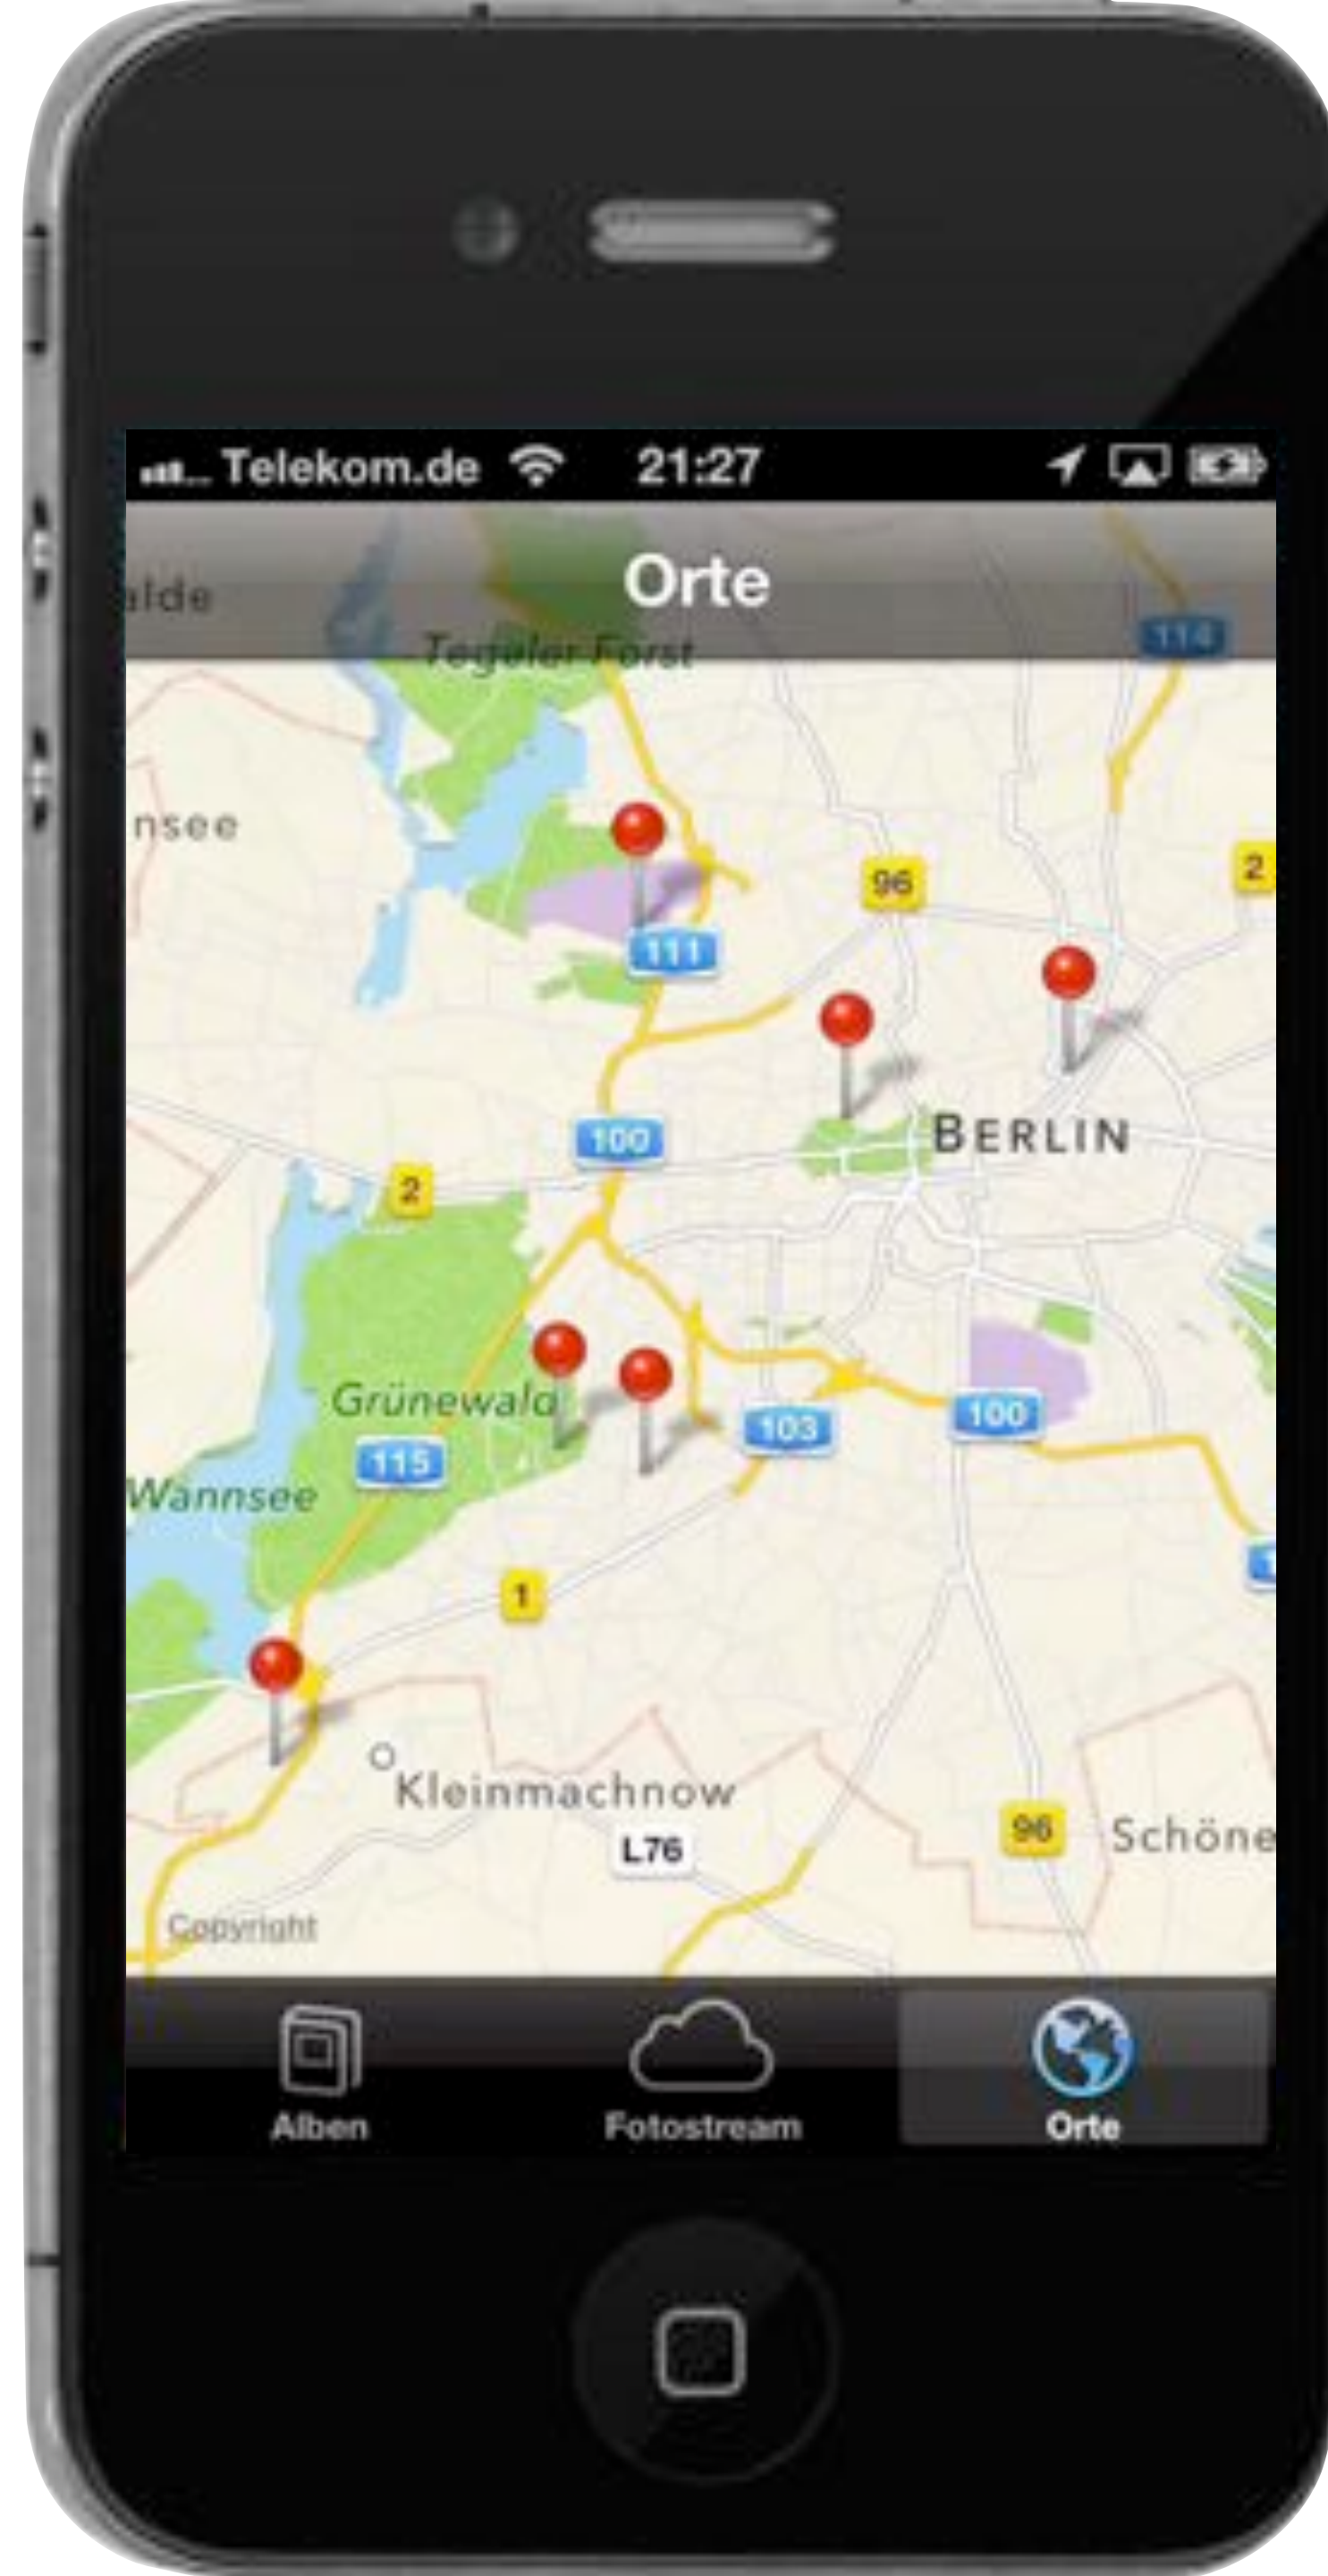 Telekom.de 21:27
Orte
alde
114
Tegeler Forst
nsee
96
2
111
BERLIN
100
2
Grünewald
103
100
115
Wannsee
1
1
Kleinmachnow
L76
96
Schöne
Copyright
Alben
Fotostream
Orte